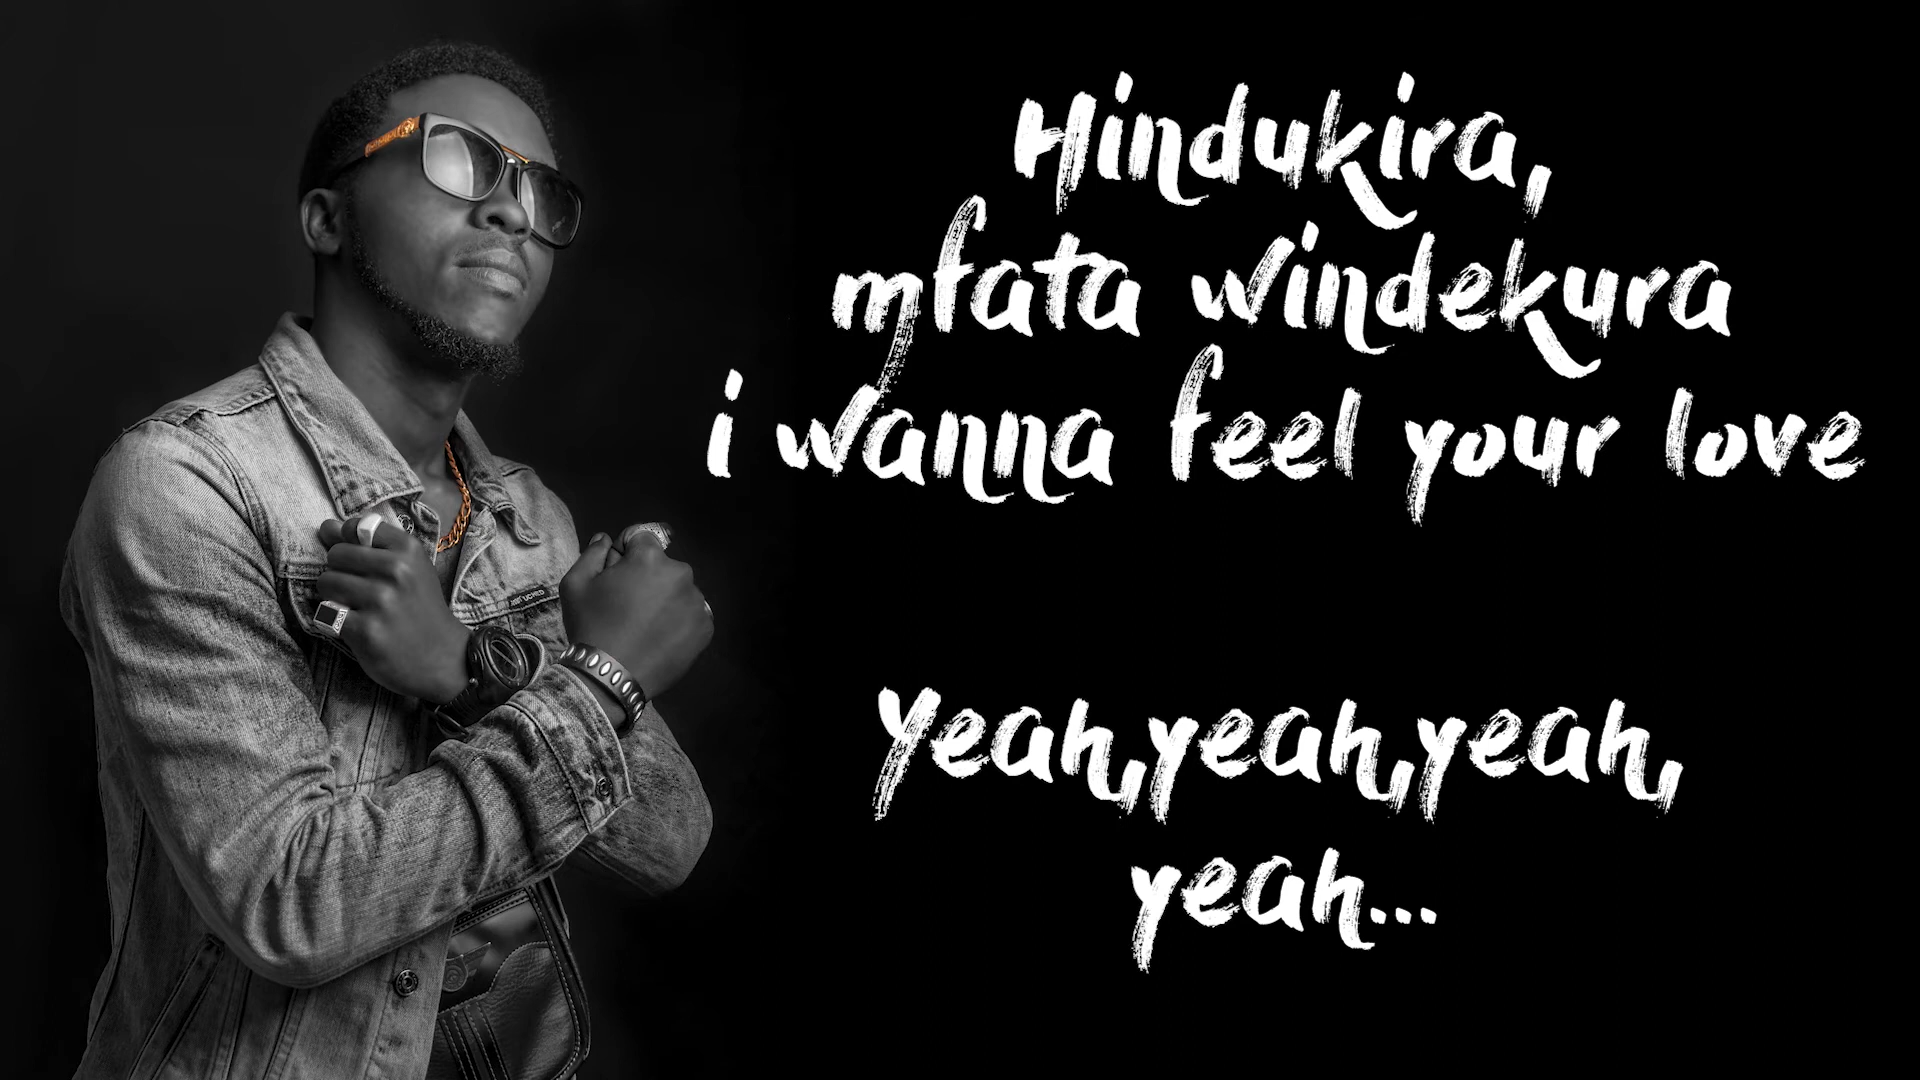 Hindukira,
mfata windekura
i wanna feel your love
Yeah,yeah,yeah,
yeah...